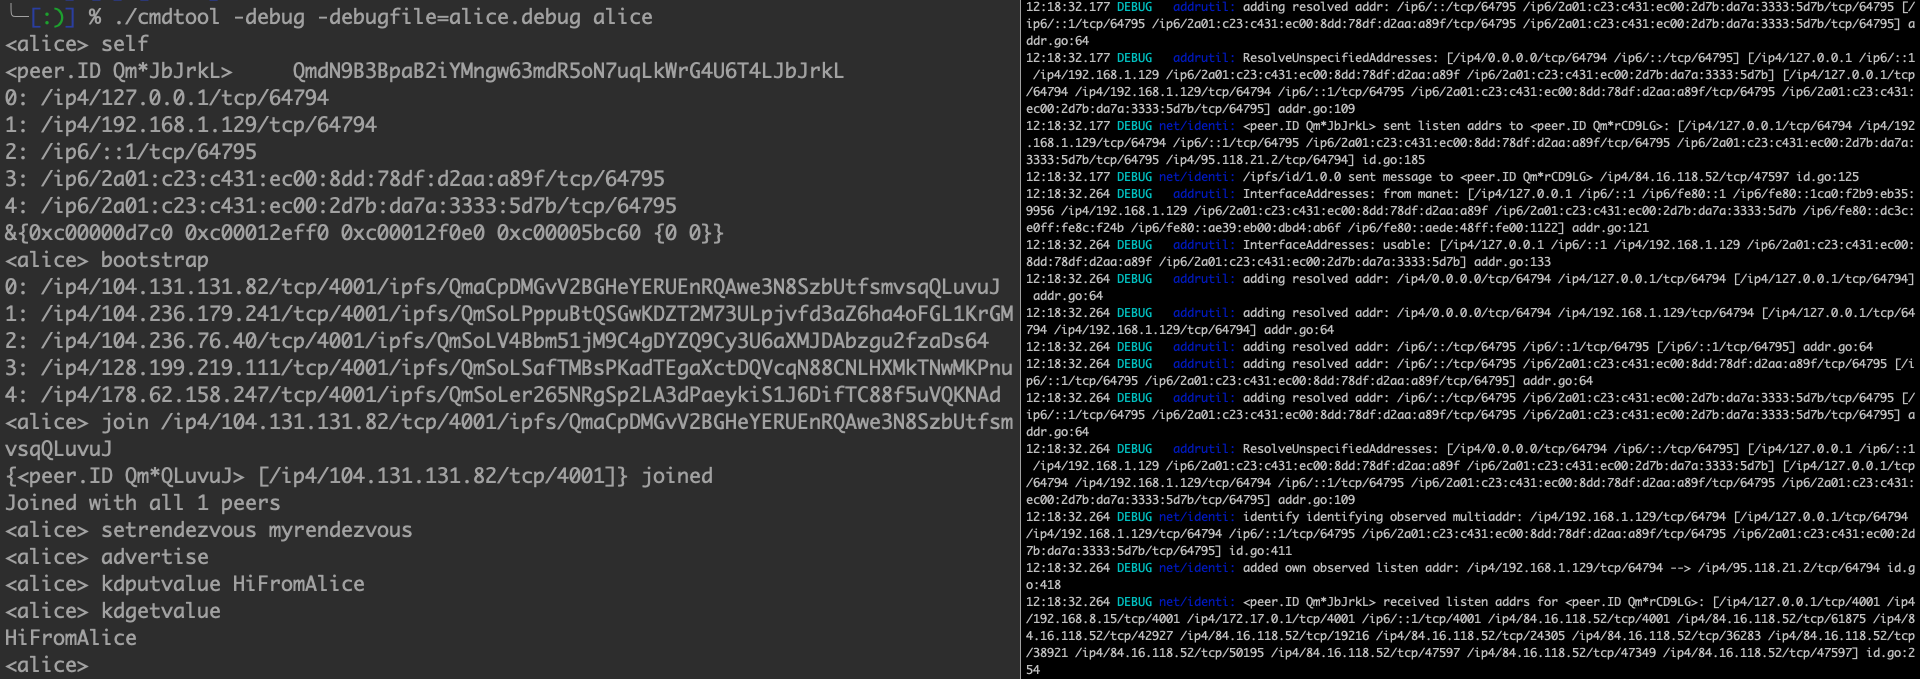 ╰─[:)] % ./cmdtool -debug -debugfile=alice.debug alice
<alice> self
<peer.ID Qm*JbJrkL>     QmdN9B3BpaB2iYMngw63mdR5oN7uqLkWrG4U6T4LJbJrkL
0: /ip4/127.0.0.1/tcp/64794
1: /ip4/192.168.1.129/tcp/64794
2: /ip6/::1/tcp/64795
3: /ip6/2a01:c23:c431:ec00:8dd:78df:d2aa:a89f/tcp/64795
4: /ip6/2a01:c23:c431:ec00:2d7b:da7a:3333:5d7b/tcp/64795
&{0xc00000d7c0 0xc00012eff0 0xc00012f0e0 0xc00005bc60 {0 0}}
<alice> bootstrap
0: /ip4/104.131.131.82/tcp/4001/ipfs/QmaCpDMGvV2BGHeYERUEnRQAwe3N8SzbUtfsmvsqQLuvuJ
1: /ip4/104.236.179.241/tcp/4001/ipfs/QmSoLPppuBtQSGwKDZT2M73ULpjvfd3aZ6ha4oFGL1KrGM
2: /ip4/104.236.76.40/tcp/4001/ipfs/QmSoLV4Bbm51jM9C4gDYZQ9Cy3U6aXMJDAbzgu2fzaDs64
3: /ip4/128.199.219.111/tcp/4001/ipfs/QmSoLSafTMBsPKadTEgaXctDQVcqN88CNLHXMkTNwMKPnu
4: /ip4/178.62.158.247/tcp/4001/ipfs/QmSoLer265NRgSp2LA3dPaeykiS1J6DifTC88f5uVQKNAd
<alice> join /ip4/104.131.131.82/tcp/4001/ipfs/QmaCpDMGvV2BGHeYERUEnRQAwe3N8SzbUtfsm
vsqQLuvuJ
{<peer.ID Qm*QLuvuJ> [/ip4/104.131.131.82/tcp/4001]} joined
Joined with all 1 peers
<alice> setrendezvous myrendezvous
<alice> advertise
<alice> kdputvalue HiFromAlice
<alice> kdgetvalue
HiFromAlice
<alice>
12:18:32.177 DEBUG   addrutil: adding resolved addr: /ip6/::/tcp/64795 /ip6/2a01:c23:c431:ec00:2d7b:da7a:3333:5d7b/tcp/64795 [/
ip6/::1/tcp/64795 /ip6/2a01:c23:c431:ec00:8dd:78df:d2aa:a89f/tcp/64795 /ip6/2a01:c23:c431:ec00:2d7b:da7a:3333:5d7b/tcp/64795] a
ddr.go:64
12:18:32.177 DEBUG   addrutil: ResolveUnspecifiedAddresses: [/ip4/0.0.0.0/tcp/64794 /ip6/::/tcp/64795] [/ip4/127.0.0.1 /ip6/::1
 /ip4/192.168.1.129 /ip6/2a01:c23:c431:ec00:8dd:78df:d2aa:a89f /ip6/2a01:c23:c431:ec00:2d7b:da7a:3333:5d7b] [/ip4/127.0.0.1/tcp
/64794 /ip4/192.168.1.129/tcp/64794 /ip6/::1/tcp/64795 /ip6/2a01:c23:c431:ec00:8dd:78df:d2aa:a89f/tcp/64795 /ip6/2a01:c23:c431:
ec00:2d7b:da7a:3333:5d7b/tcp/64795] addr.go:109
12:18:32.177 DEBUG net/identi: <peer.ID Qm*JbJrkL> sent listen addrs to <peer.ID Qm*rCD9LG>: [/ip4/127.0.0.1/tcp/64794 /ip4/192
.168.1.129/tcp/64794 /ip6/::1/tcp/64795 /ip6/2a01:c23:c431:ec00:8dd:78df:d2aa:a89f/tcp/64795 /ip6/2a01:c23:c431:ec00:2d7b:da7a:
3333:5d7b/tcp/64795 /ip4/95.118.21.2/tcp/64794] id.go:185
12:18:32.177 DEBUG net/identi: /ipfs/id/1.0.0 sent message to <peer.ID Qm*rCD9LG> /ip4/84.16.118.52/tcp/47597 id.go:125
12:18:32.264 DEBUG   addrutil: InterfaceAddresses: from manet: [/ip4/127.0.0.1 /ip6/::1 /ip6/fe80::1 /ip6/fe80::1ca0:f2b9:eb35:
9956 /ip4/192.168.1.129 /ip6/2a01:c23:c431:ec00:8dd:78df:d2aa:a89f /ip6/2a01:c23:c431:ec00:2d7b:da7a:3333:5d7b /ip6/fe80::dc3c:
e0ff:fe8c:f24b /ip6/fe80::ae39:eb00:dbd4:ab6f /ip6/fe80::aede:48ff:fe00:1122] addr.go:121
12:18:32.264 DEBUG   addrutil: InterfaceAddresses: usable: [/ip4/127.0.0.1 /ip6/::1 /ip4/192.168.1.129 /ip6/2a01:c23:c431:ec00:
8dd:78df:d2aa:a89f /ip6/2a01:c23:c431:ec00:2d7b:da7a:3333:5d7b] addr.go:133
12:18:32.264 DEBUG   addrutil: adding resolved addr: /ip4/0.0.0.0/tcp/64794 /ip4/127.0.0.1/tcp/64794 [/ip4/127.0.0.1/tcp/64794]
 addr.go:64
12:18:32.264 DEBUG   addrutil: adding resolved addr: /ip4/0.0.0.0/tcp/64794 /ip4/192.168.1.129/tcp/64794 [/ip4/127.0.0.1/tcp/64
794 /ip4/192.168.1.129/tcp/64794] addr.go:64
12:18:32.264 DEBUG   addrutil: adding resolved addr: /ip6/::/tcp/64795 /ip6/::1/tcp/64795 [/ip6/::1/tcp/64795] addr.go:64
12:18:32.264 DEBUG   addrutil: adding resolved addr: /ip6/::/tcp/64795 /ip6/2a01:c23:c431:ec00:8dd:78df:d2aa:a89f/tcp/64795 [/i
p6/::1/tcp/64795 /ip6/2a01:c23:c431:ec00:8dd:78df:d2aa:a89f/tcp/64795] addr.go:64
12:18:32.264 DEBUG   addrutil: adding resolved addr: /ip6/::/tcp/64795 /ip6/2a01:c23:c431:ec00:2d7b:da7a:3333:5d7b/tcp/64795 [/
ip6/::1/tcp/64795 /ip6/2a01:c23:c431:ec00:8dd:78df:d2aa:a89f/tcp/64795 /ip6/2a01:c23:c431:ec00:2d7b:da7a:3333:5d7b/tcp/64795] a
ddr.go:64
12:18:32.264 DEBUG   addrutil: ResolveUnspecifiedAddresses: [/ip4/0.0.0.0/tcp/64794 /ip6/::/tcp/64795] [/ip4/127.0.0.1 /ip6/::1
 /ip4/192.168.1.129 /ip6/2a01:c23:c431:ec00:8dd:78df:d2aa:a89f /ip6/2a01:c23:c431:ec00:2d7b:da7a:3333:5d7b] [/ip4/127.0.0.1/tcp
/64794 /ip4/192.168.1.129/tcp/64794 /ip6/::1/tcp/64795 /ip6/2a01:c23:c431:ec00:8dd:78df:d2aa:a89f/tcp/64795 /ip6/2a01:c23:c431:
ec00:2d7b:da7a:3333:5d7b/tcp/64795] addr.go:109
12:18:32.264 DEBUG net/identi: identify identifying observed multiaddr: /ip4/192.168.1.129/tcp/64794 [/ip4/127.0.0.1/tcp/64794
/ip4/192.168.1.129/tcp/64794 /ip6/::1/tcp/64795 /ip6/2a01:c23:c431:ec00:8dd:78df:d2aa:a89f/tcp/64795 /ip6/2a01:c23:c431:ec00:2d
7b:da7a:3333:5d7b/tcp/64795] id.go:411
12:18:32.264 DEBUG net/identi: added own observed listen addr: /ip4/192.168.1.129/tcp/64794 --> /ip4/95.118.21.2/tcp/64794 id.g
o:418
12:18:32.264 DEBUG net/identi: <peer.ID Qm*JbJrkL> received listen addrs for <peer.ID Qm*rCD9LG>: [/ip4/127.0.0.1/tcp/4001 /ip4
/192.168.8.15/tcp/4001 /ip4/172.17.0.1/tcp/4001 /ip6/::1/tcp/4001 /ip4/84.16.118.52/tcp/4001 /ip4/84.16.118.52/tcp/61875 /ip4/8
4.16.118.52/tcp/42927 /ip4/84.16.118.52/tcp/19216 /ip4/84.16.118.52/tcp/24305 /ip4/84.16.118.52/tcp/36283 /ip4/84.16.118.52/tcp
/38921 /ip4/84.16.118.52/tcp/50195 /ip4/84.16.118.52/tcp/47597 /ip4/84.16.118.52/tcp/47349 /ip4/84.16.118.52/tcp/47597] id.go:2
54